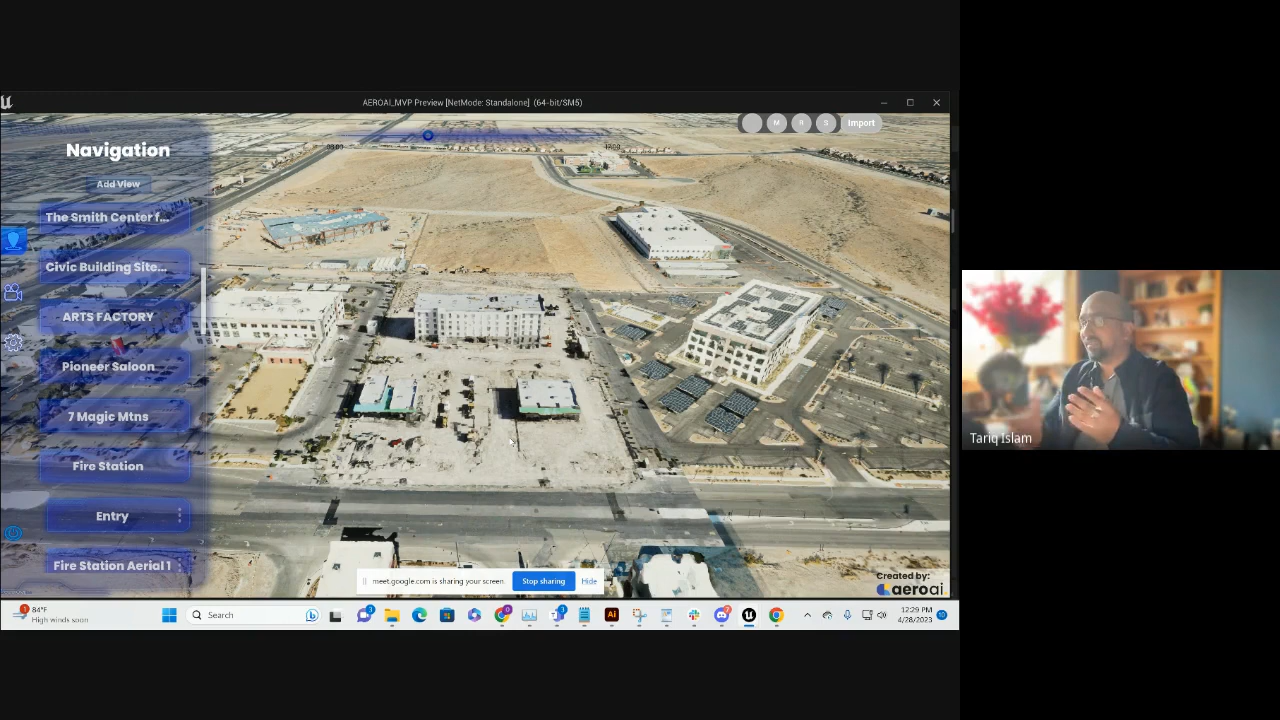 AEROAI_MVP Preview [NetMode: Standalone] (64-bit/SM5)
M R S Import
Navigation
Add View
The Smith Center f...
Civic Building Site...
ARTS FACTORY
Pioneer Saloon
7 Magic Mtns
Fire Station
Entry
Fire Station Aerial 1
meet.google.com is sharing your screen. Stop sharing Hide
Created by:
aeroai
Tariq Islam
84°F
High winds soon
Search
12:29 PM
4/28/2023